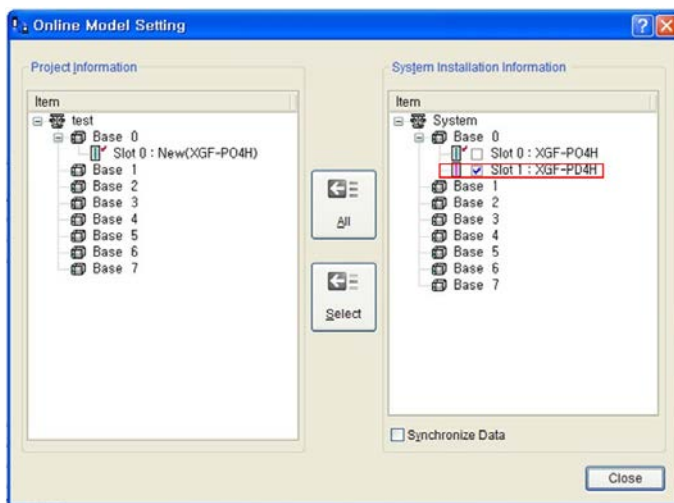 Online Model Setting
Project Information
Item
test
Base 0
Slot 0 : New(XGF-PO4H)
Base 1
Base 2
Base 3
Base 4
Base 5
Base 6
Base 7
All
Select
System Installation Information
Item
System
Base 0
Slot 0 : XGF-PO4H
Slot 1 : XGF-PD4H
Base 1
Base 2
Base 3
Base 4
Base 5
Base 6
Base 7
Synchronize Data
Close